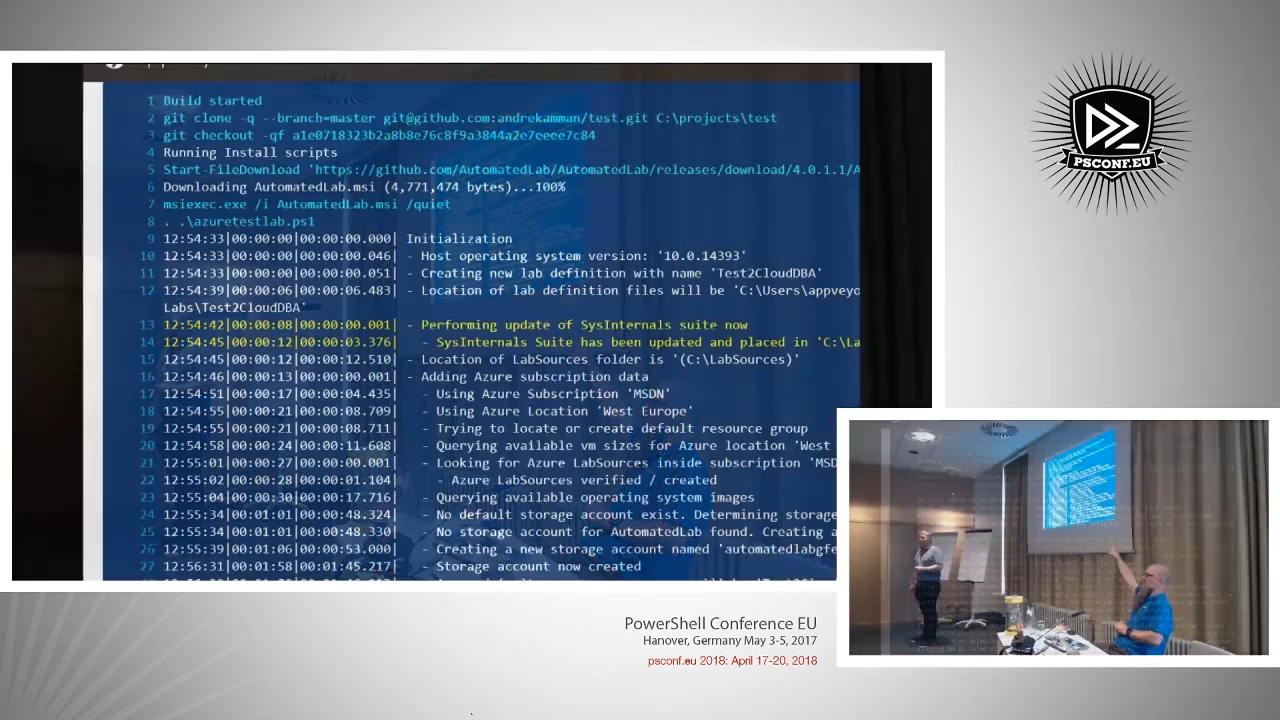 1 Build started
2 git clone -q --branch=master git@github.com:andrekamman/test.git C:\projects\test
3 git checkout -qf a1e0718323b2a8b8e76c8f9a3844a2e7eeee7c84
4 Running Install scripts
5 Start-FileDownload 'https://github.com/AutomatedLab/AutomatedLab/releases/download/4.0.1.1/A
6 Downloading AutomatedLab.msi (4,771,474 bytes)...100%
7 msiexec.exe /i AutomatedLab.msi /quiet
8 . .\azuretestlab.ps1
9 12:54:33|00:00:00|00:00:00.000| Initialization
10 12:54:33|00:00:00|00:00:00.046| - Host operating system version: '10.0.14393'
11 12:54:33|00:00:00|00:00:00.051| - Creating new lab definition with name 'Test2CloudDBA'
12 12:54:39|00:00:06|00:00:06.483| - Location of lab definition files will be 'C:\Users\appveyo
Labs\Test2CloudDBA'
13 12:54:42|00:00:08|00:00:00.001| - Performing update of SysInternals suite now
14 12:54:45|00:00:12|00:00:03.376| - SysInternals Suite has been updated and placed in 'C:\La
15 12:54:45|00:00:12|00:00:12.510| - Location of LabSources folder is '(C:\LabSources)'
16 12:54:46|00:00:13|00:00:00.001| - Adding Azure subscription data
17 12:54:51|00:00:17|00:00:04.435| - Using Azure Subscription 'MSDN'
18 12:54:55|00:00:21|00:00:08.709| - Using Azure Location 'West Europe'
19 12:54:55|00:00:21|00:00:08.711| - Trying to locate or create default resource group
20 12:54:58|00:00:24|00:00:11.608| - Querying available vm sizes for Azure location 'West
21 12:55:01|00:00:27|00:00:00.001| - Looking for Azure LabSources inside subscription 'MSD
22 12:55:02|00:00:28|00:00:01.104| - Azure LabSources verified / created
23 12:55:04|00:00:30|00:00:17.716| - Querying available operating system images
24 12:55:34|00:01:01|00:00:48.324| - No default storage account exist. Determining storage
25 12:55:34|00:01:01|00:00:48.330| - No storage account for AutomatedLab found. Creating a
26 12:55:39|00:01:06|00:00:53.000| - Creating a new storage account named 'automatedlabgfe
27 12:56:31|00:01:58|00:01:45.217| - Storage account now created
PSCONF.EU
PowerShell Conference EU
Hanover, Germany May 3-5, 2017
psconf.eu 2018: April 17-20, 2018